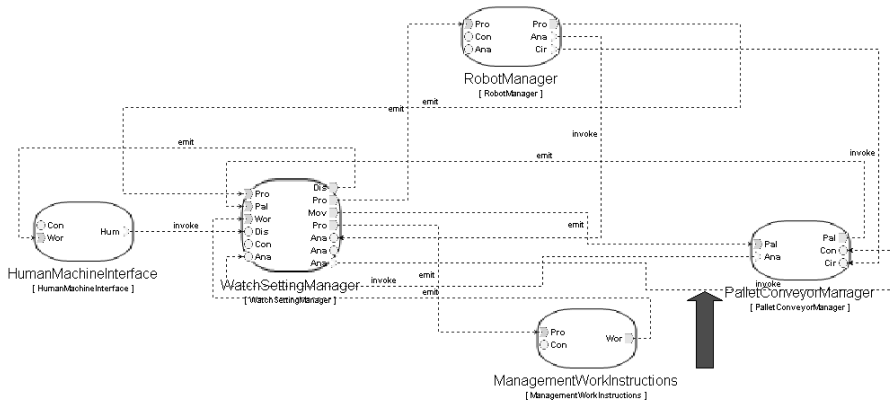 Pro
Con
Ana
Pro
Ana
Cir
RobotManager
[ RobotManager ]
emit
emit
emit
invoke
emit
invoke
Con
Wor
Hum
HumanMachineInterface
[ HumanMachineInterface ]
invoke
Pro
Pal
Wor
Dis
Con
Ana
Dis
Pro
Mov
Pro
Ana
Ana
Ana
WatchSettingManager
[ WatchSettingManager ]
emit
invoke
emit
emit
Pal
Ana
Pal
Con
Cir
invoke
PalletConveyorManager
[ PalletConveyorManager ]
Pro
Con
Wor
ManagementWorkInstructions
[ ManagementWorkInstructions ]